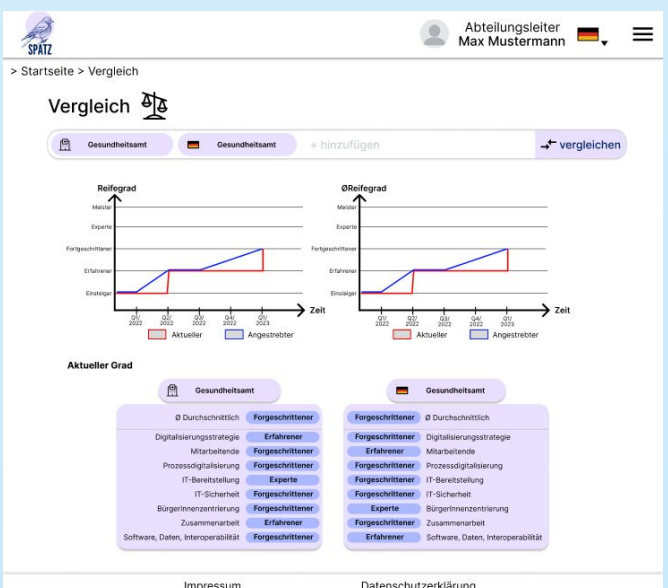 SPATZ
Abteilungsleiter
Max Mustermann
> Startseite > Vergleich
Vergleich
Gesundheitsamt Gesundheitsamt + hinzufügen vergleichen
Reifegrad ØReifegrad
Meister Meister
Experte Experte
Fortgeschrittener Fortgeschrittener
Erfahrener Erfahrener
Einsteiger Einsteiger
Zeit Zeit
Q1/ Q2/ Q3/ Q4/ Q1/ Q1/ Q2/ Q3/ Q4/ Q1/
2022 2022 2022 2022 2023 2022 2022 2022 2022 2023
Aktueller Angestrebter Aktueller Angestrebter
Aktueller Grad
Gesundheitsamt Gesundheitsamt
Ø Durchschnittlich Forgeschrittener Forgeschrittener Ø Durchschnittlich
Digitalisierungsstrategie Erfahrener Forgeschrittener Digitalisierungsstrategie
Mitarbeitende Forgeschrittener Erfahrener Mitarbeitende
Prozessdigitalisierung Forgeschrittener Forgeschrittener Prozessdigitalisierung
IT-Bereitstellung Experte Forgeschrittener IT-Bereitstellung
IT-Sicherheit Forgeschrittener Forgeschrittener IT-Sicherheit
BürgerInnenzentrierung Forgeschrittener Experte BürgerInnenzentrierung
Zusammenarbeit Erfahrener Forgeschrittener Zusammenarbeit
Software, Daten, Interoperabilität Forgeschrittener Erfahrener Software, Daten, Interoperabilität
Impressum Datenschutzerklärung